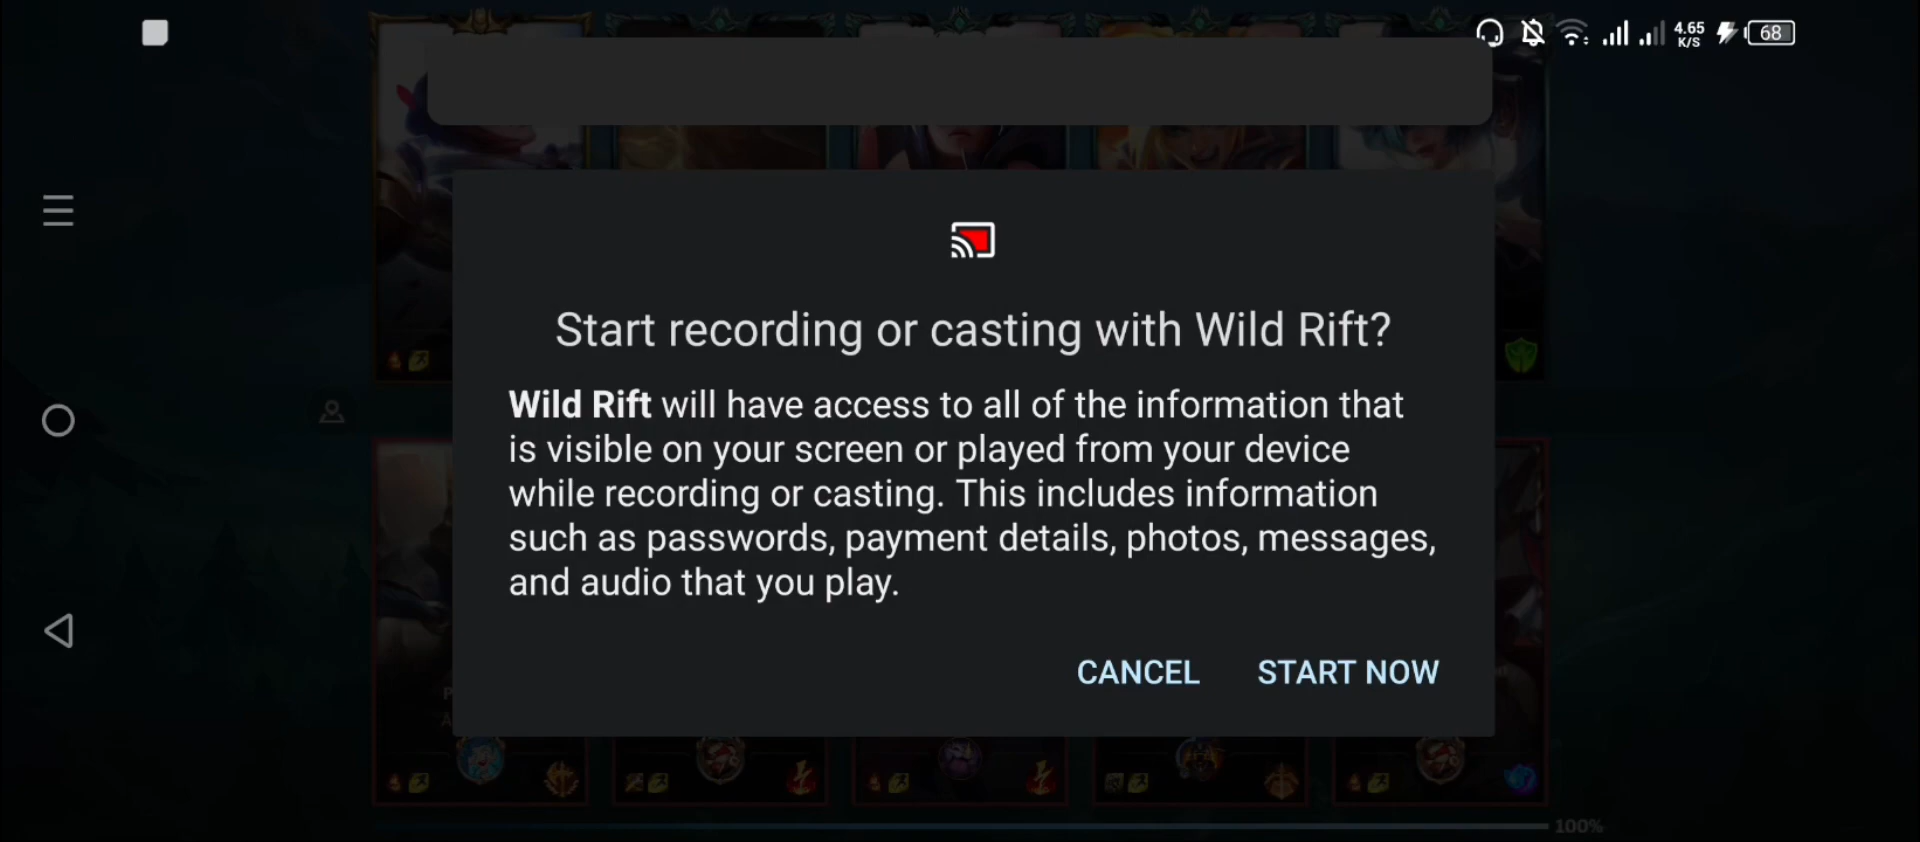 4.65
K/S
68
Start recording or casting with Wild Rift?
Wild Rift will have access to all of the information that
is visible on your screen or played from your device
while recording or casting. This includes information
such as passwords, payment details, photos, messages,
and audio that you play.
CANCEL START NOW
100%